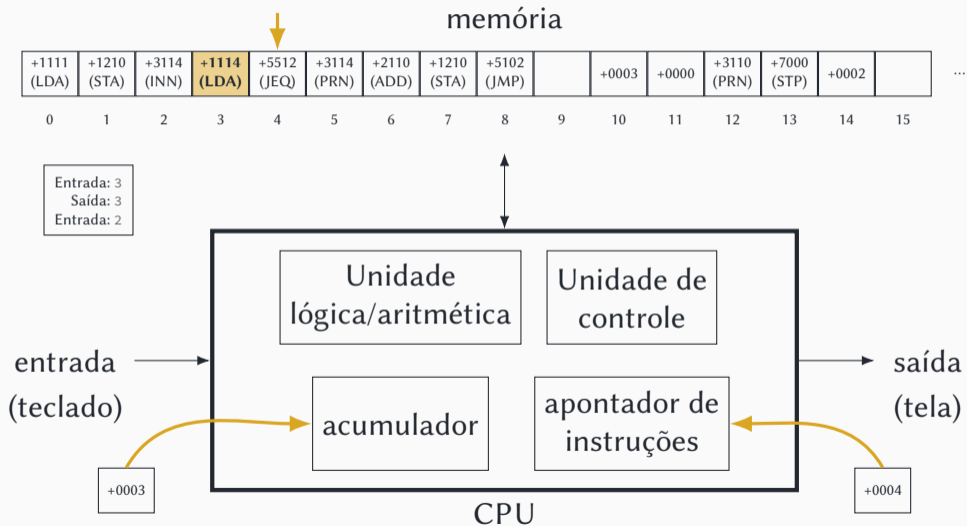 memória
+1111 +1210 +3114 +1114 +5512 +3114 +2110 +1210 +5102 +0003 +0000 +3110 +7000 +0002 ...
(LDA) (STA) (INN) (LDA) (JEQ) (PRN) (ADD) (STA) (JMP) (PRN) (STP)
0 1 2 3 4 5 6 7 8 9 10 11 12 13 14 15
Entrada: 3
Saída: 3
Entrada: 2
Unidade
lógica/aritmética
Unidade de
controle
entrada
(teclado)
saída
(tela)
acumulador
apontador de
instruções
+0003
+0004
CPU